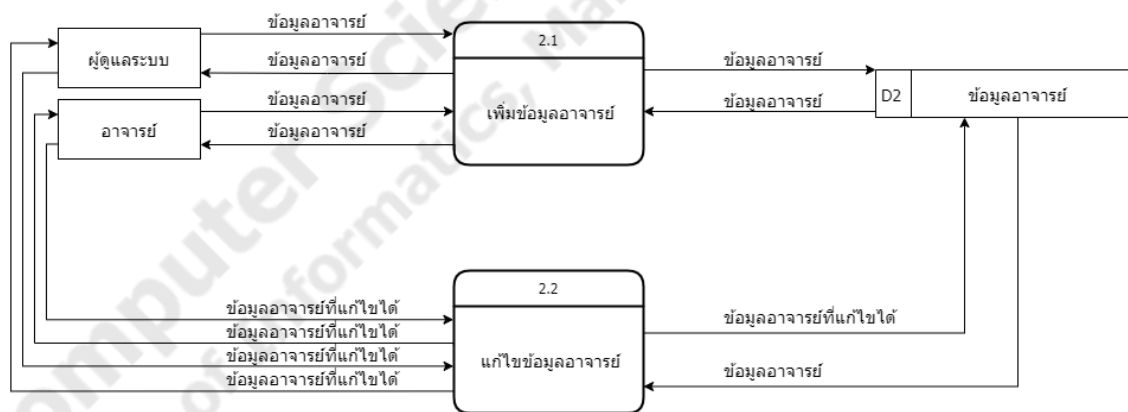 ข้อมูลอาจารย์
ผู้ดูแลระบบ
ข้อมูลอาจารย์
2.1
เพิ่มข้อมูลอาจารย์
ข้อมูลอาจารย์
ข้อมูลอาจารย์
D2
ข้อมูลอาจารย์
ข้อมูลอาจารย์
อาจารย์
ข้อมูลอาจารย์
2.2
แก้ไขข้อมูลอาจารย์
ข้อมูลอาจารย์ที่แก้ไขได้
ข้อมูลอาจารย์ที่แก้ไขได้
ข้อมูลอาจารย์ที่แก้ไขได้
ข้อมูลอาจารย์ที่แก้ไขได้
ข้อมูลอาจารย์ที่แก้ไขได้
ข้อมูลอาจารย์